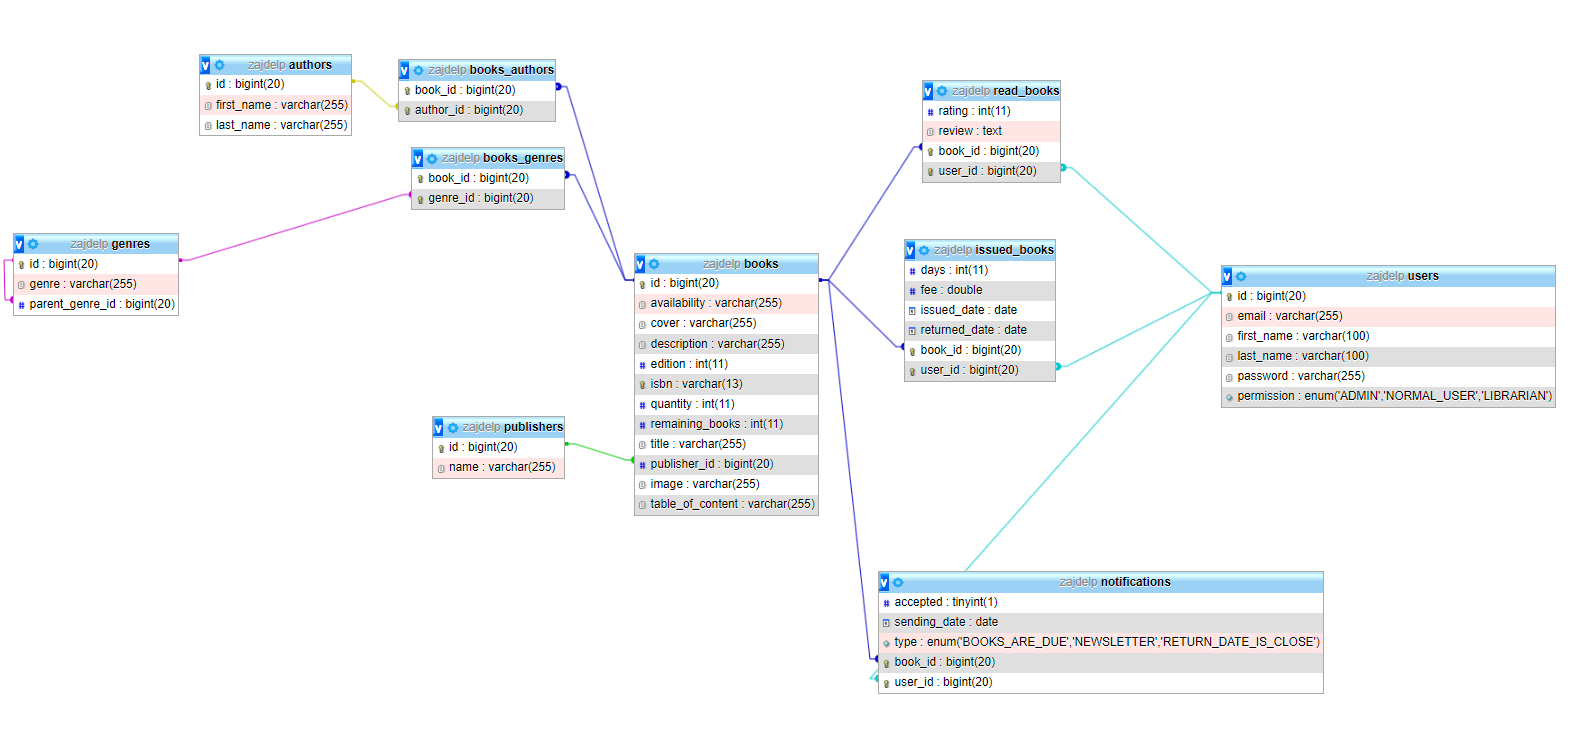 zajdelp authors
id : bigint(20)
first_name : varchar(255)
last_name : varchar(255)
zajdelp books_authors
book_id : bigint(20)
author_id : bigint(20)
zajdelp books_genres
book_id : bigint(20)
genre_id : bigint(20)
zajdelp genres
id : bigint(20)
genre : varchar(255)
parent_genre_id : bigint(20)
zajdelp publishers
id : bigint(20)
name : varchar(255)
zajdelp books
id : bigint(20)
availability : varchar(255)
cover : varchar(255)
description : varchar(255)
edition : int(11)
isbn : varchar(13)
quantity : int(11)
remaining_books : int(11)
title : varchar(255)
publisher_id : bigint(20)
image : varchar(255)
table_of_content : varchar(255)
zajdelp read_books
rating : int(11)
review : text
book_id : bigint(20)
user_id : bigint(20)
zajdelp issued_books
days : int(11)
fee : double
issued_date : date
returned_date : date
book_id : bigint(20)
user_id : bigint(20)
zajdelp users
id : bigint(20)
email : varchar(255)
first_name : varchar(100)
last_name : varchar(100)
password : varchar(255)
permission : enum('ADMIN','NORMAL_USER','LIBRARIAN')
zajdelp notifications
accepted : tinyint(1)
sending_date : date
type : enum('BOOKS_ARE_DUE','NEWSLETTER','RETURN_DATE_IS_CLOSE')
book_id : bigint(20)
user_id : bigint(20)